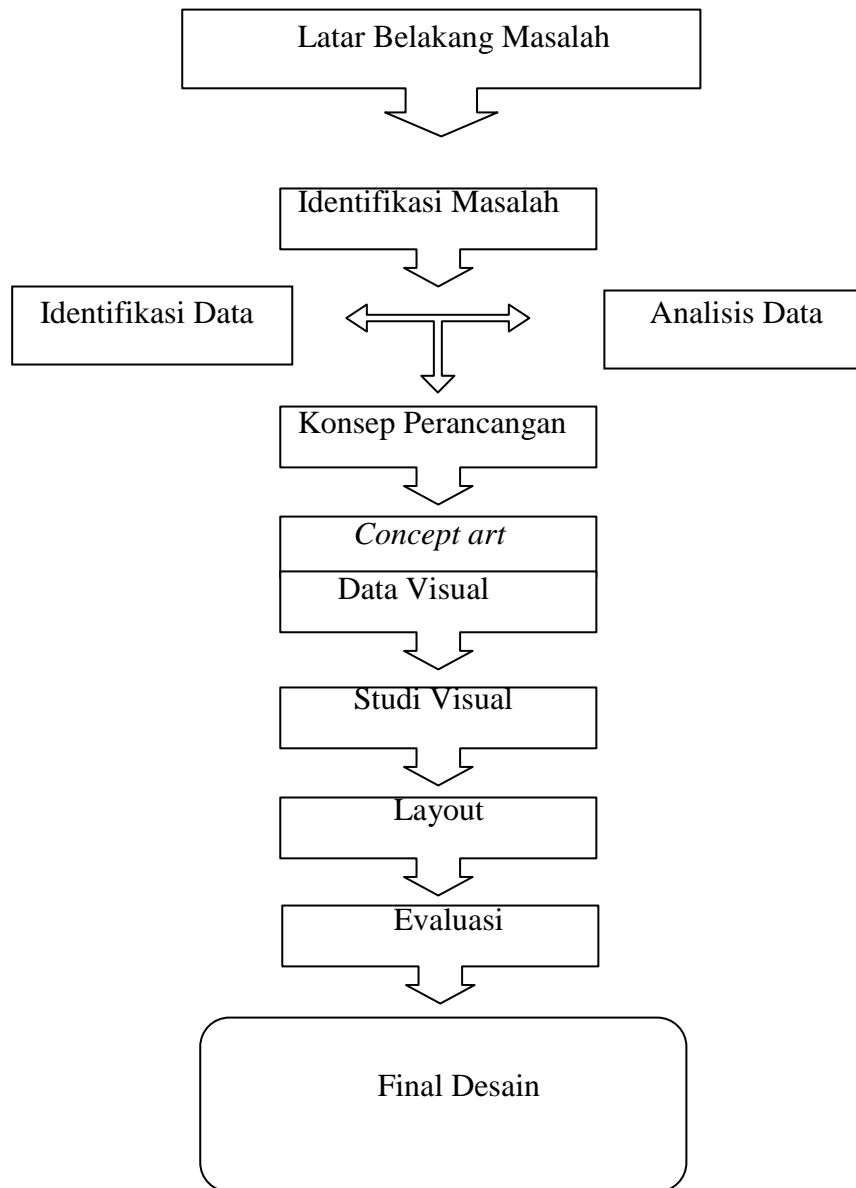 Latar Belakang Masalah
Identifikasi Masalah
Identifikasi Data
Analisis Data
Konsep Perancangan
Concept art
Data Visual
Studi Visual
Layout
Evaluasi
Final Desain